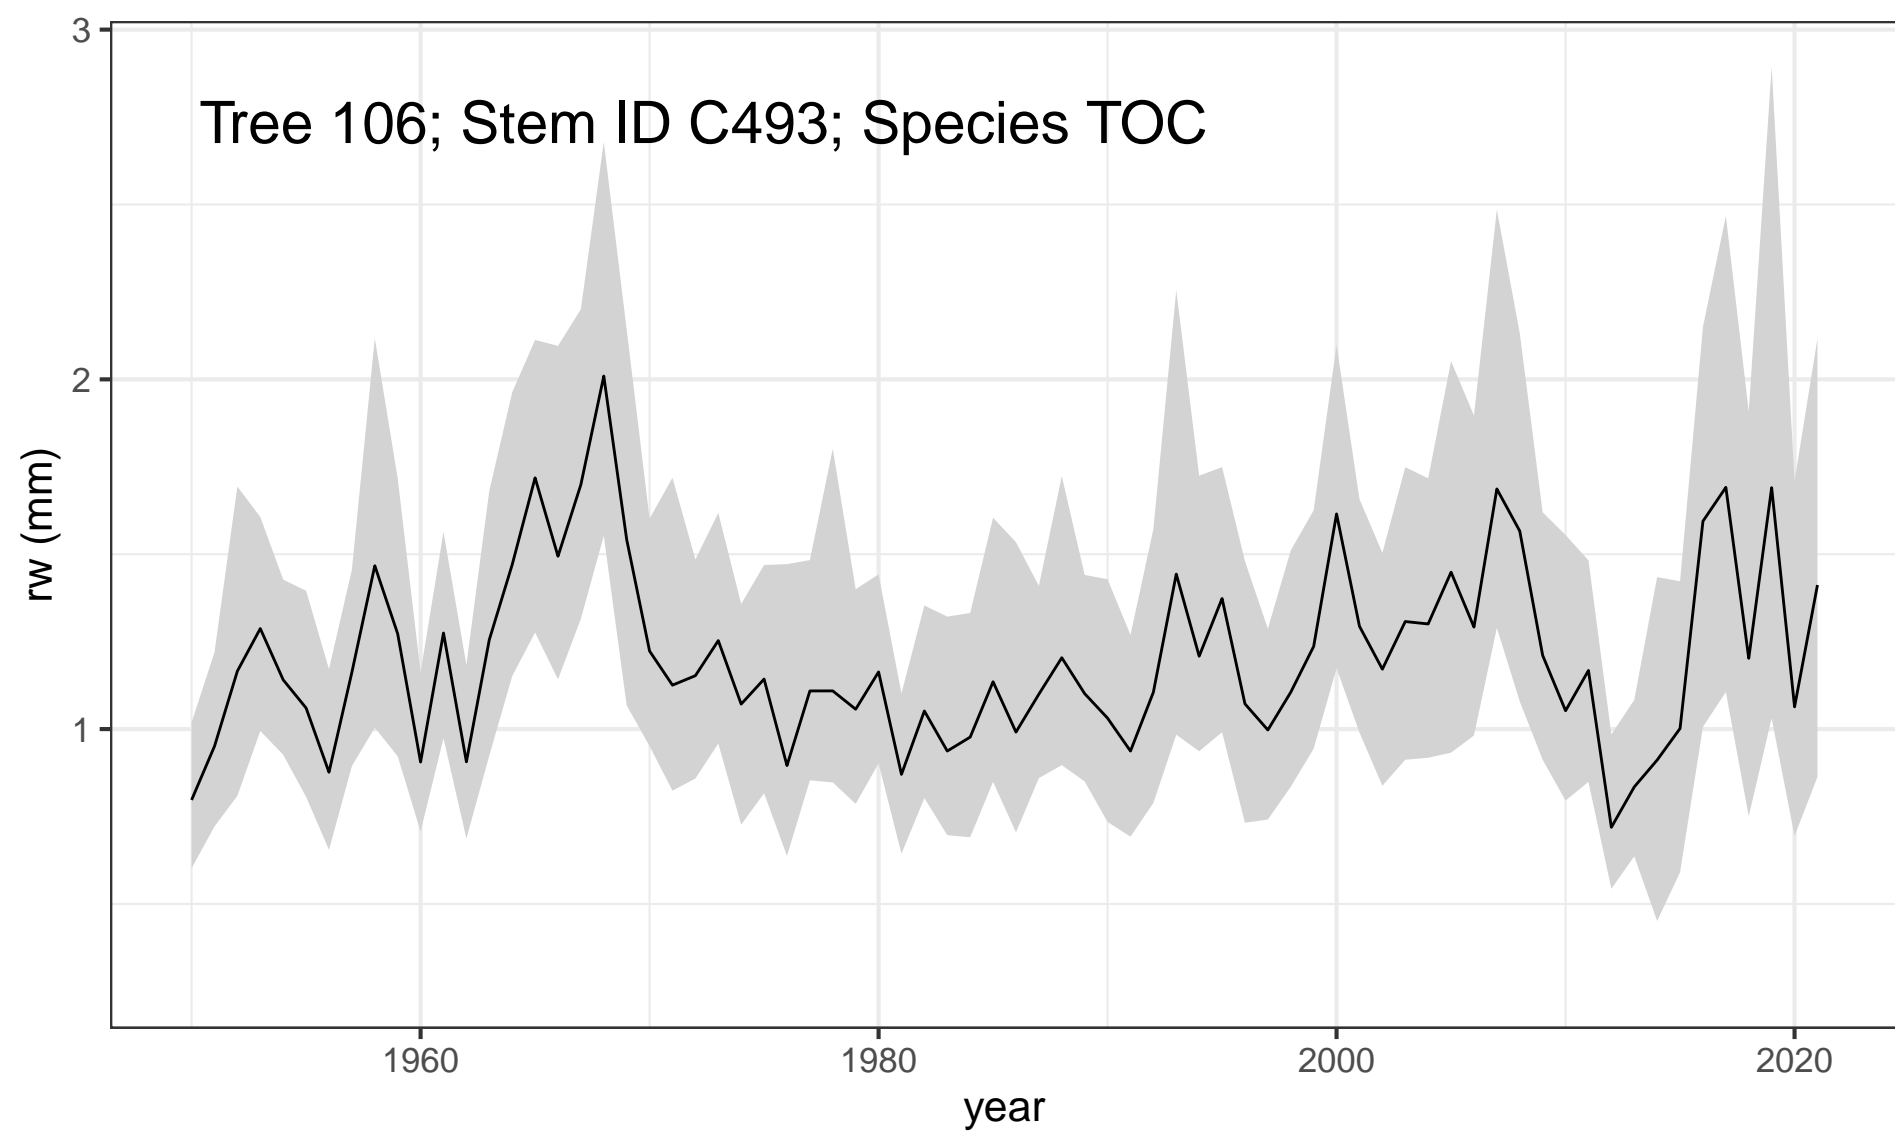 Tree 106; Stem ID C493; Species TOC
3
2
1
rw (mm)
1960 1980 2000 2020
year